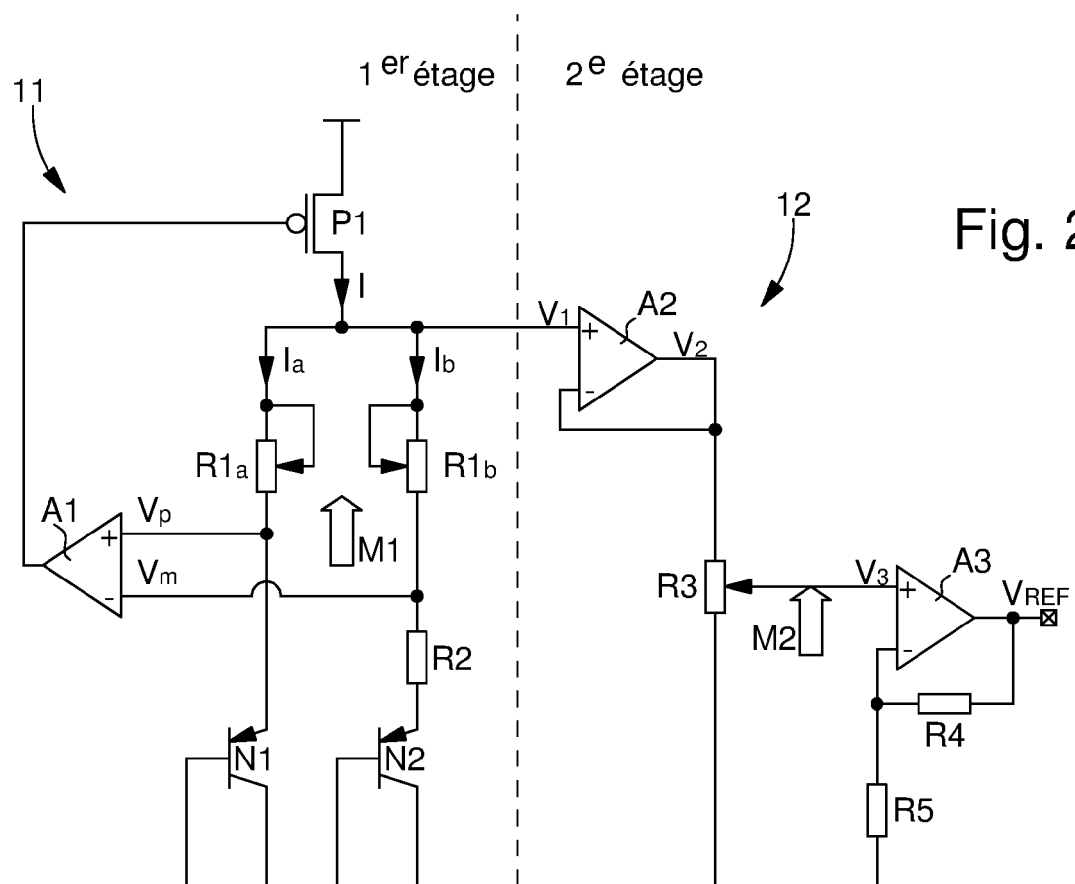 1er étage
2e étage
11
12
Fig. 2
P1
I
V1
A2
V2
Ia
Ib
R1a
R1b
A1
Vp
+
M1
Vm
-
R2
N1
N2
+
-
R3
M2
V3
A3
+
-
VREF
R4
R5